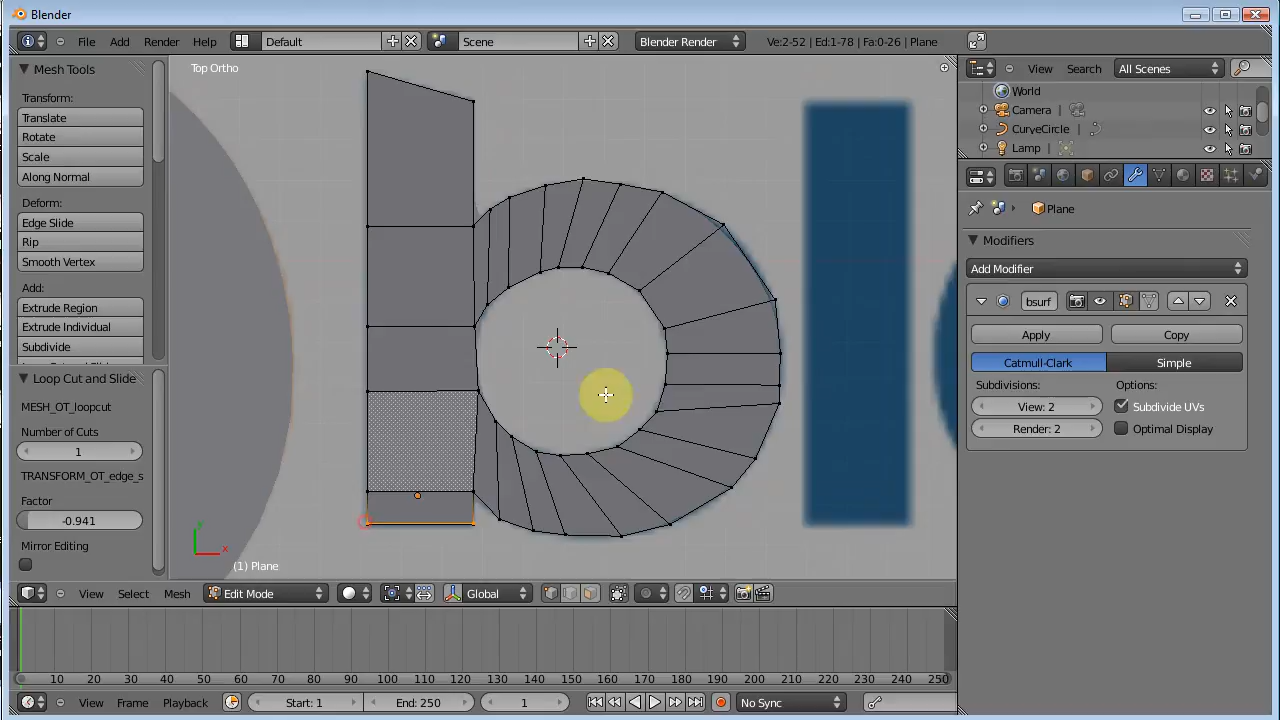 Blender
File Add Render Help Default Scene Blender Render Ve:2-52 | Ed:1-78 | Fa:0-26 | Plane
Mesh Tools
Transform:
Translate
Rotate
Scale
Along Normal
Deform:
Edge Slide
Rip
Smooth Vertex
Add:
Extrude Region
Extrude Individual
Subdivide
Loop Cut and Slide
MESH_OT_loopcut
Number of Cuts
1
TRANSFORM_OT_edge_s
Factor
-0.941
Mirror Editing
Top Ortho
y
x
(1) Plane
View Select Mesh Edit Mode Global
10 20 30 40 50 60 70 80 90 100 110 120 130 140 150 160 170 180 190 200 210 220 230 240 250
View Frame Playback Start: 1 End: 250 1 No Sync
View Search All Scenes
World
Camera
CurveCircle
Lamp
Plane
Modifiers
Add Modifier
bsurf
Apply Copy
Catmull-Clark Simple
Subdivisions: Options:
View: 2 Subdivide UVs
Render: 2 Optimal Display